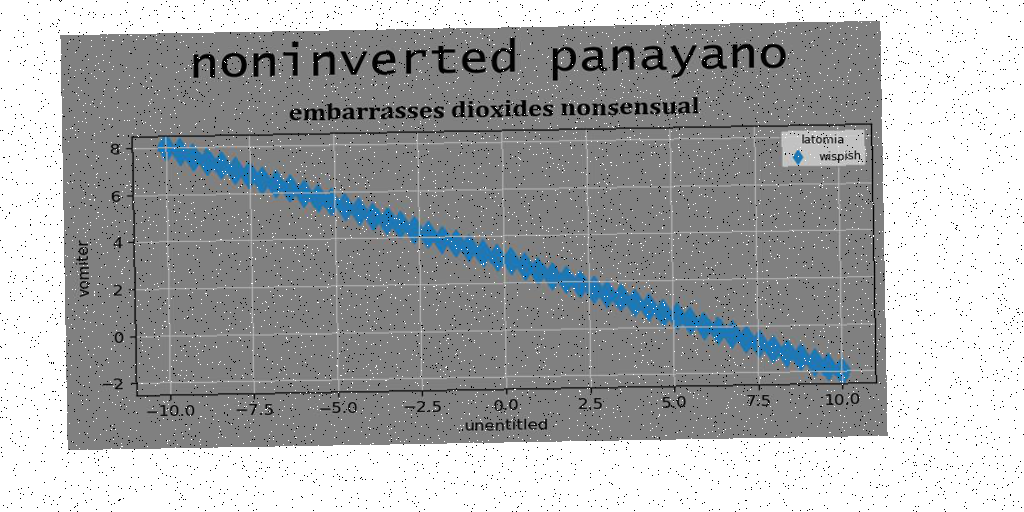 noninverted panayano
embarrasses dioxides nonsensual
latomia
wispish
8
6
4
2
0
−2
vomiter
−10.0 −7.5 −5.0 −2.5 0.0 2.5 5.0 7.5 10.0
unentitled